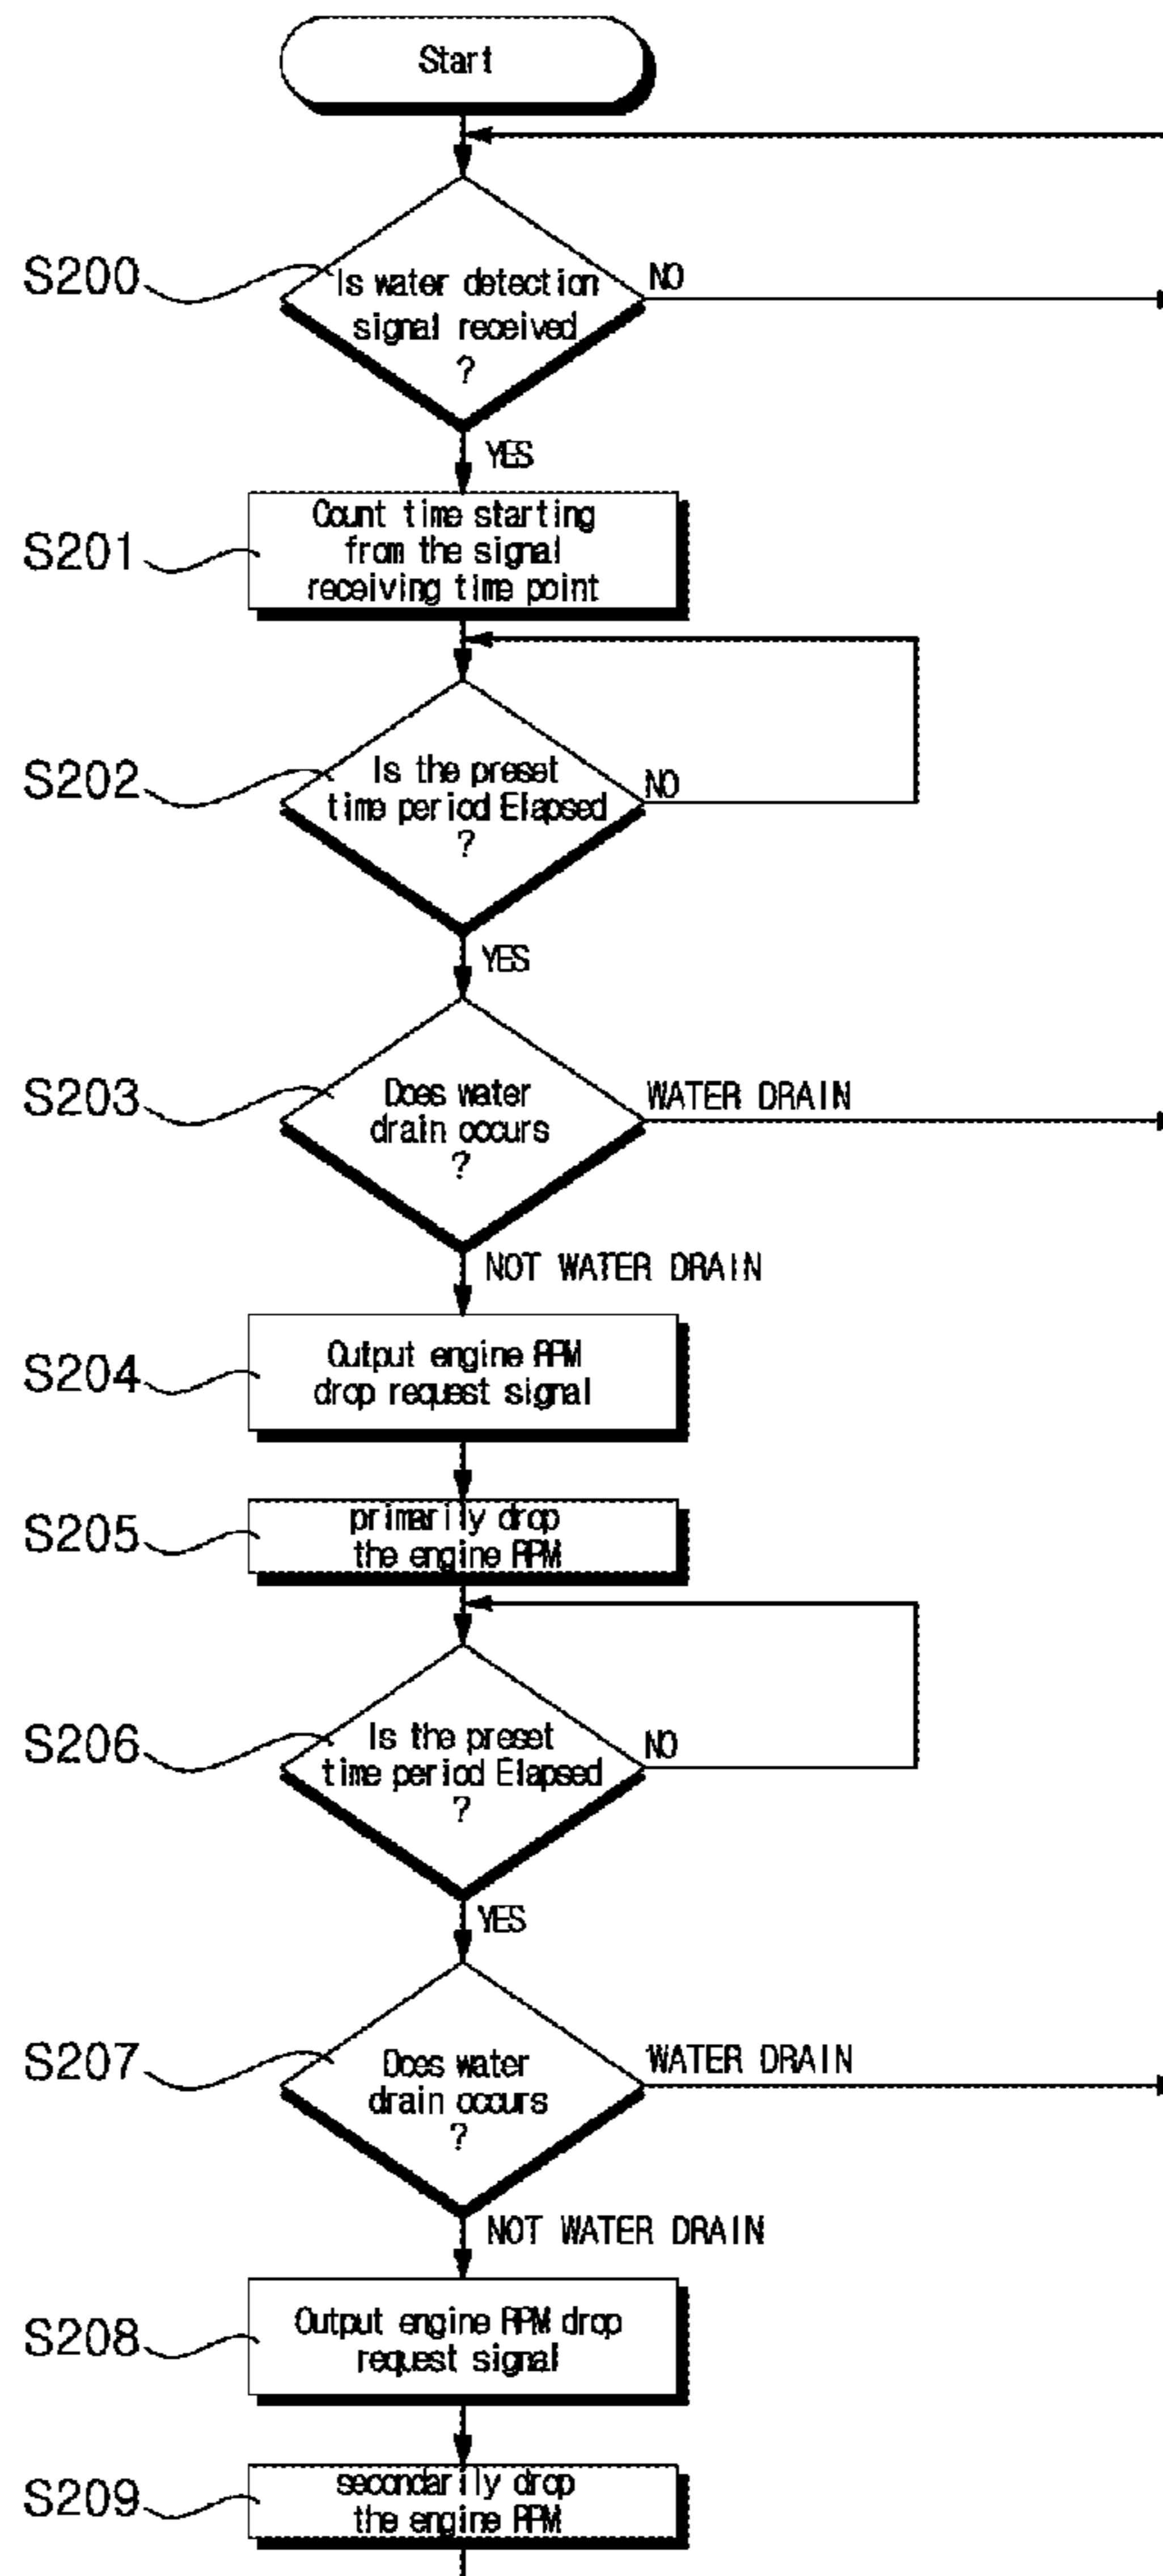 Start
S200
Is water detection
signal received
?
NO
YES
S201
Count time starting
from the signal
receiving time point
S202
Is the preset
time period Elapsed
?
NO
YES
S203
Does water
drain occurs
?
WATER DRAIN
NOT WATER DRAIN
S204
Output engine RPM
drop request signal
S205
primarily drop
the engine RPM
S206
Is the preset
time period Elapsed
?
NO
YES
S207
Does water
drain occurs
?
WATER DRAIN
NOT WATER DRAIN
S208
Output engine RPM drop
request signal
S209
secondarily drop
the engine RPM